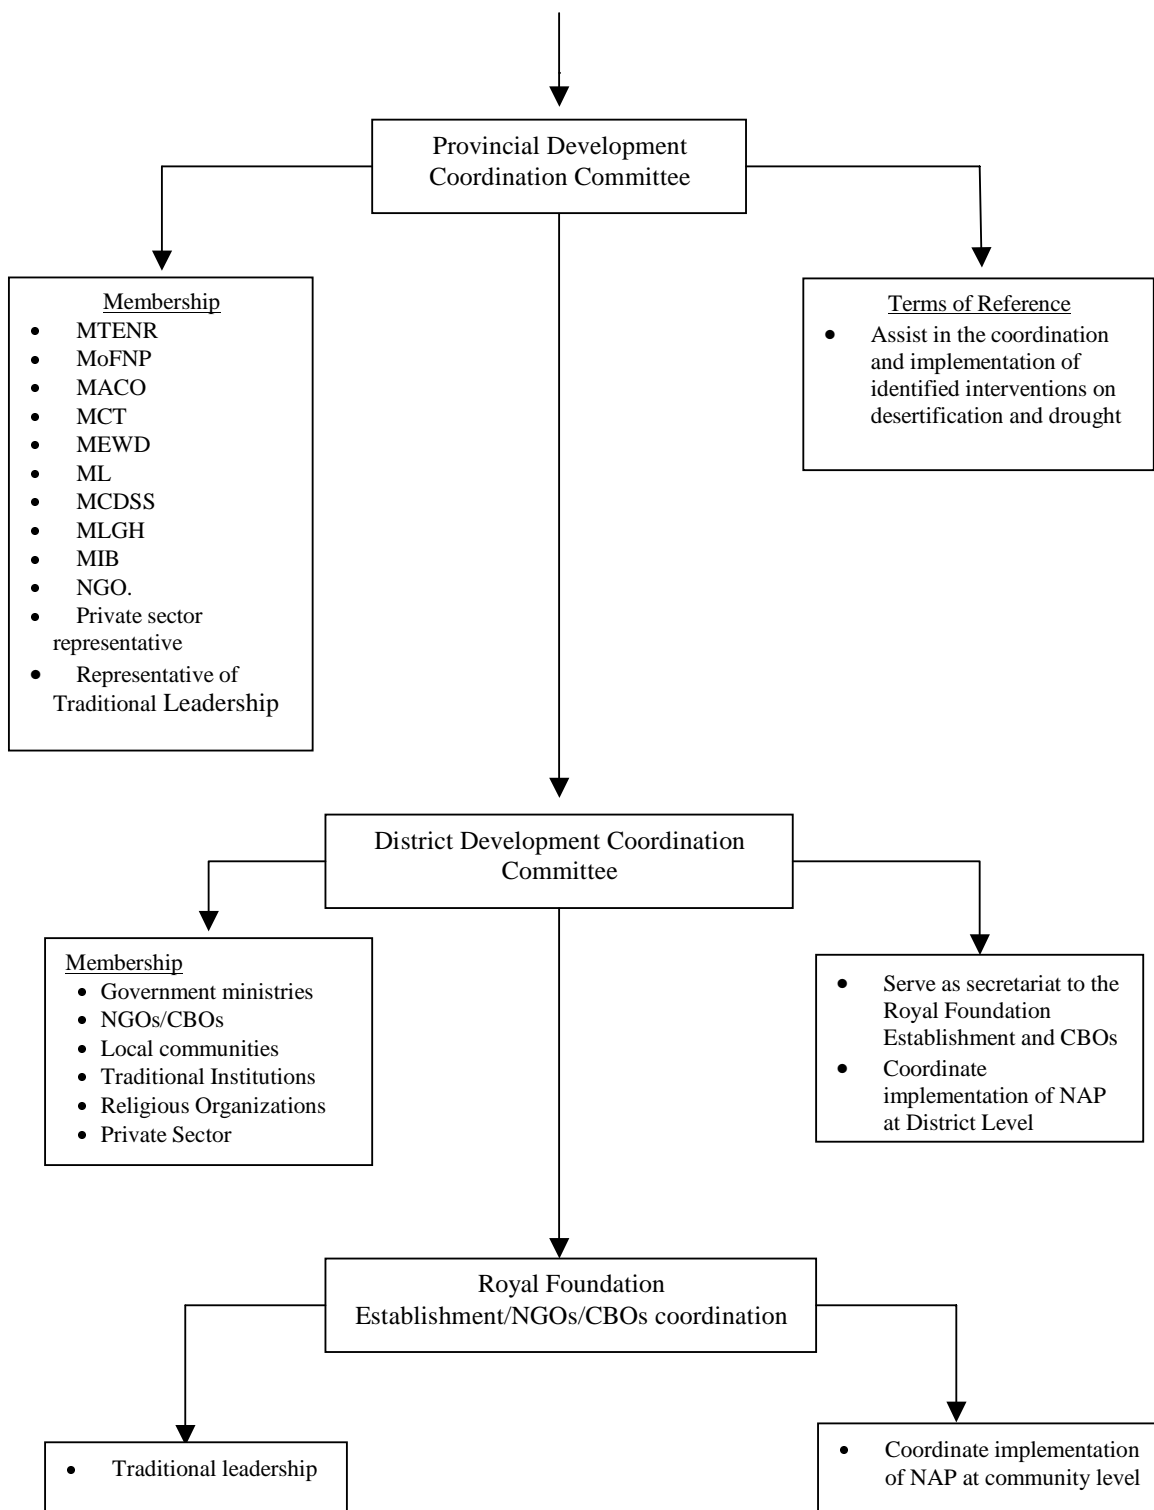 Provincial Development
Coordination Committee
Membership
• MTENR
• MoFNP
• MACO
• MCT
• MEWD
• ML
• MCDSS
• MLGH
• MIB
• NGO.
• Private sector
representative
• Representative of
Traditional Leadership
Terms of Reference
• Assist in the coordination
and implementation of
identified interventions on
desertification and drought
District Development Coordination
Committee
Membership
• Government ministries
• NGOs/CBOs
• Local communities
• Traditional Institutions
• Religious Organizations
• Private Sector
• Serve as secretariat to the
Royal Foundation
Establishment and CBOs
• Coordinate
implementation of NAP
at District Level
Royal Foundation
Establishment/NGOs/CBOs coordination
• Traditional leadership
• Coordinate implementation
of NAP at community level